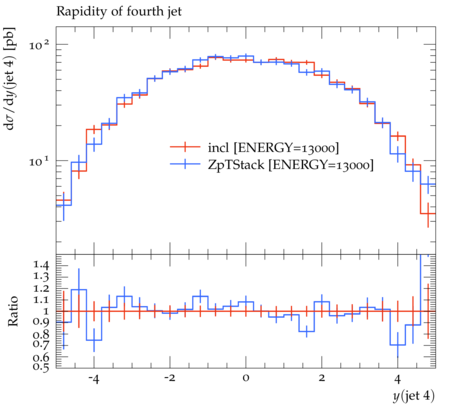 Rapidity of fourth jet
dσ/dy(jet 4) [pb]
10²
10¹
incl [ENERGY=13000]
ZpTStack [ENERGY=13000]
Ratio
1.4
1.3
1.2
1.1
1
0.9
0.8
0.7
0.6
0.5
-4 -2 0 2 4
y(jet 4)